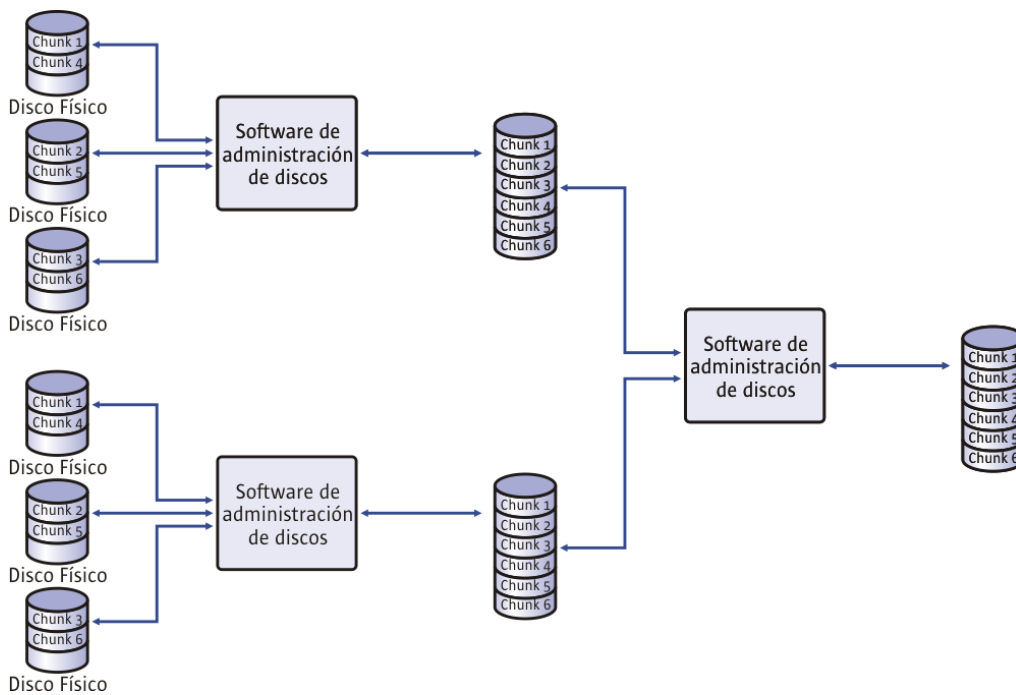 Chunk 1
Chunk 4
Disco Físico
Chunk 2
Chunk 5
Disco Físico
Chunk 3
Chunk 6
Disco Físico
Software de
administración
de discos
Chunk 1
Chunk 2
Chunk 3
Chunk 4
Chunk 5
Chunk 6
Chunk 1
Chunk 4
Disco Físico
Chunk 2
Chunk 5
Disco Físico
Chunk 3
Chunk 6
Disco Físico
Software de
administración
de discos
Chunk 1
Chunk 2
Chunk 3
Chunk 4
Chunk 5
Chunk 6
Software de
administración
de discos
Chunk 1
Chunk 2
Chunk 3
Chunk 4
Chunk 5
Chunk 6